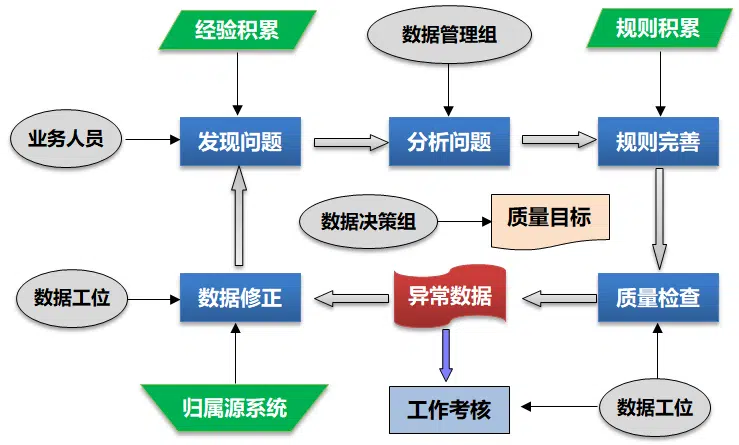 经验积累
数据管理组
规则积累
业务人员
发现问题
分析问题
规则完善
数据决策组
质量目标
数据工位
数据修正
异常数据
质量检查
归属源系统
工作考核
数据工位